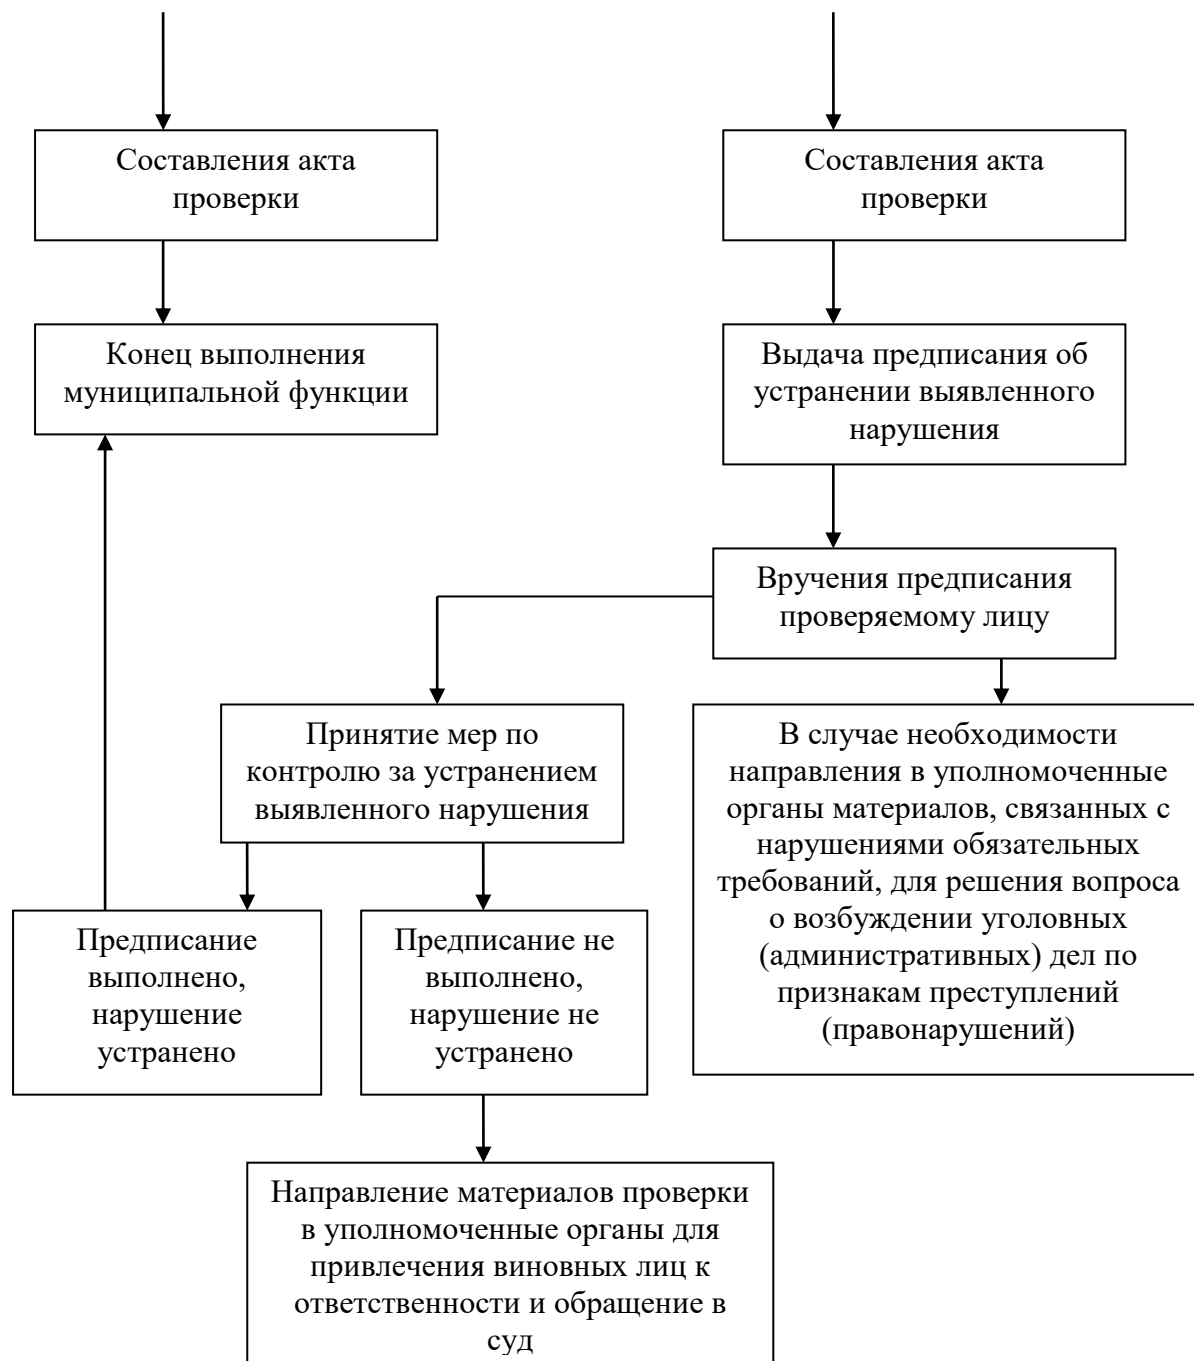 Составления акта
проверки
Составления акта
проверки
Конец выполнения
муниципальной функции
Выдача предписания об
устранении выявленного
нарушения
Вручения предписания
проверяемому лицу
Принятие мер по
контролю за устранением
выявленного нарушения
В случае необходимости
направления в уполномоченные
органы материалов, связанных с
нарушениями обязательных
требований, для решения вопроса
о возбуждении уголовных
(административных) дел по
признакам преступлений
(правонарушений)
Предписание
выполнено,
нарушение
устранено
Предписание не
выполнено,
нарушение не
устранено
Направление материалов проверки
в уполномоченные органы для
привлечения виновных лиц к
ответственности и обращение в
суд